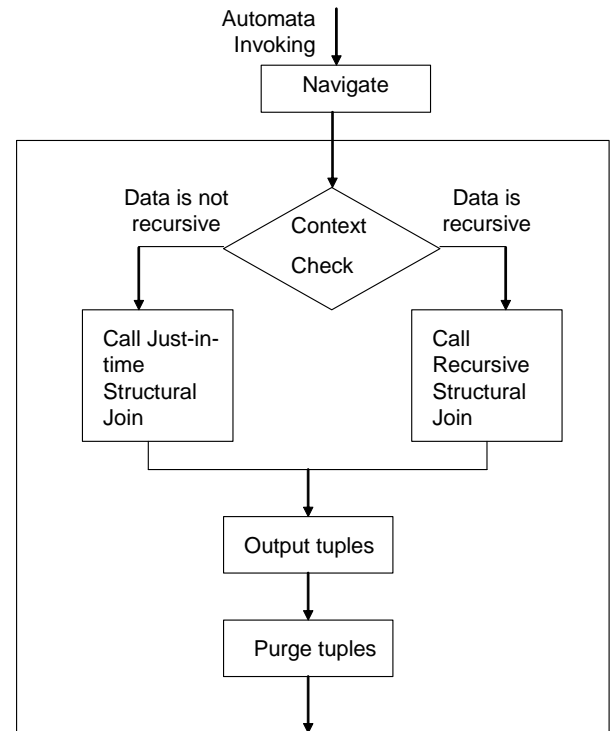 Automata
Invoking
Navigate
Data is not
recursive
Data is
recursive
Context
Check
Call Just-in-
time
Structural
Join
Call
Recursive
Structural
Join
Output tuples
Purge tuples